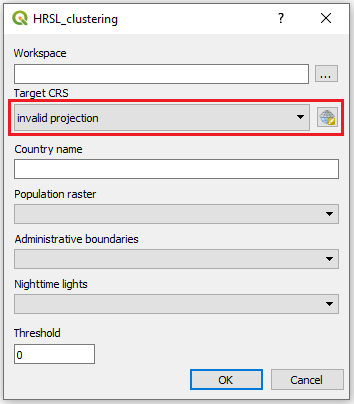 HRSL_clustering
?
Workspace
...
Target CRS
invalid projection
Country name
Population raster
Administrative boundaries
Nighttime lights
Threshold
0
OK Cancel